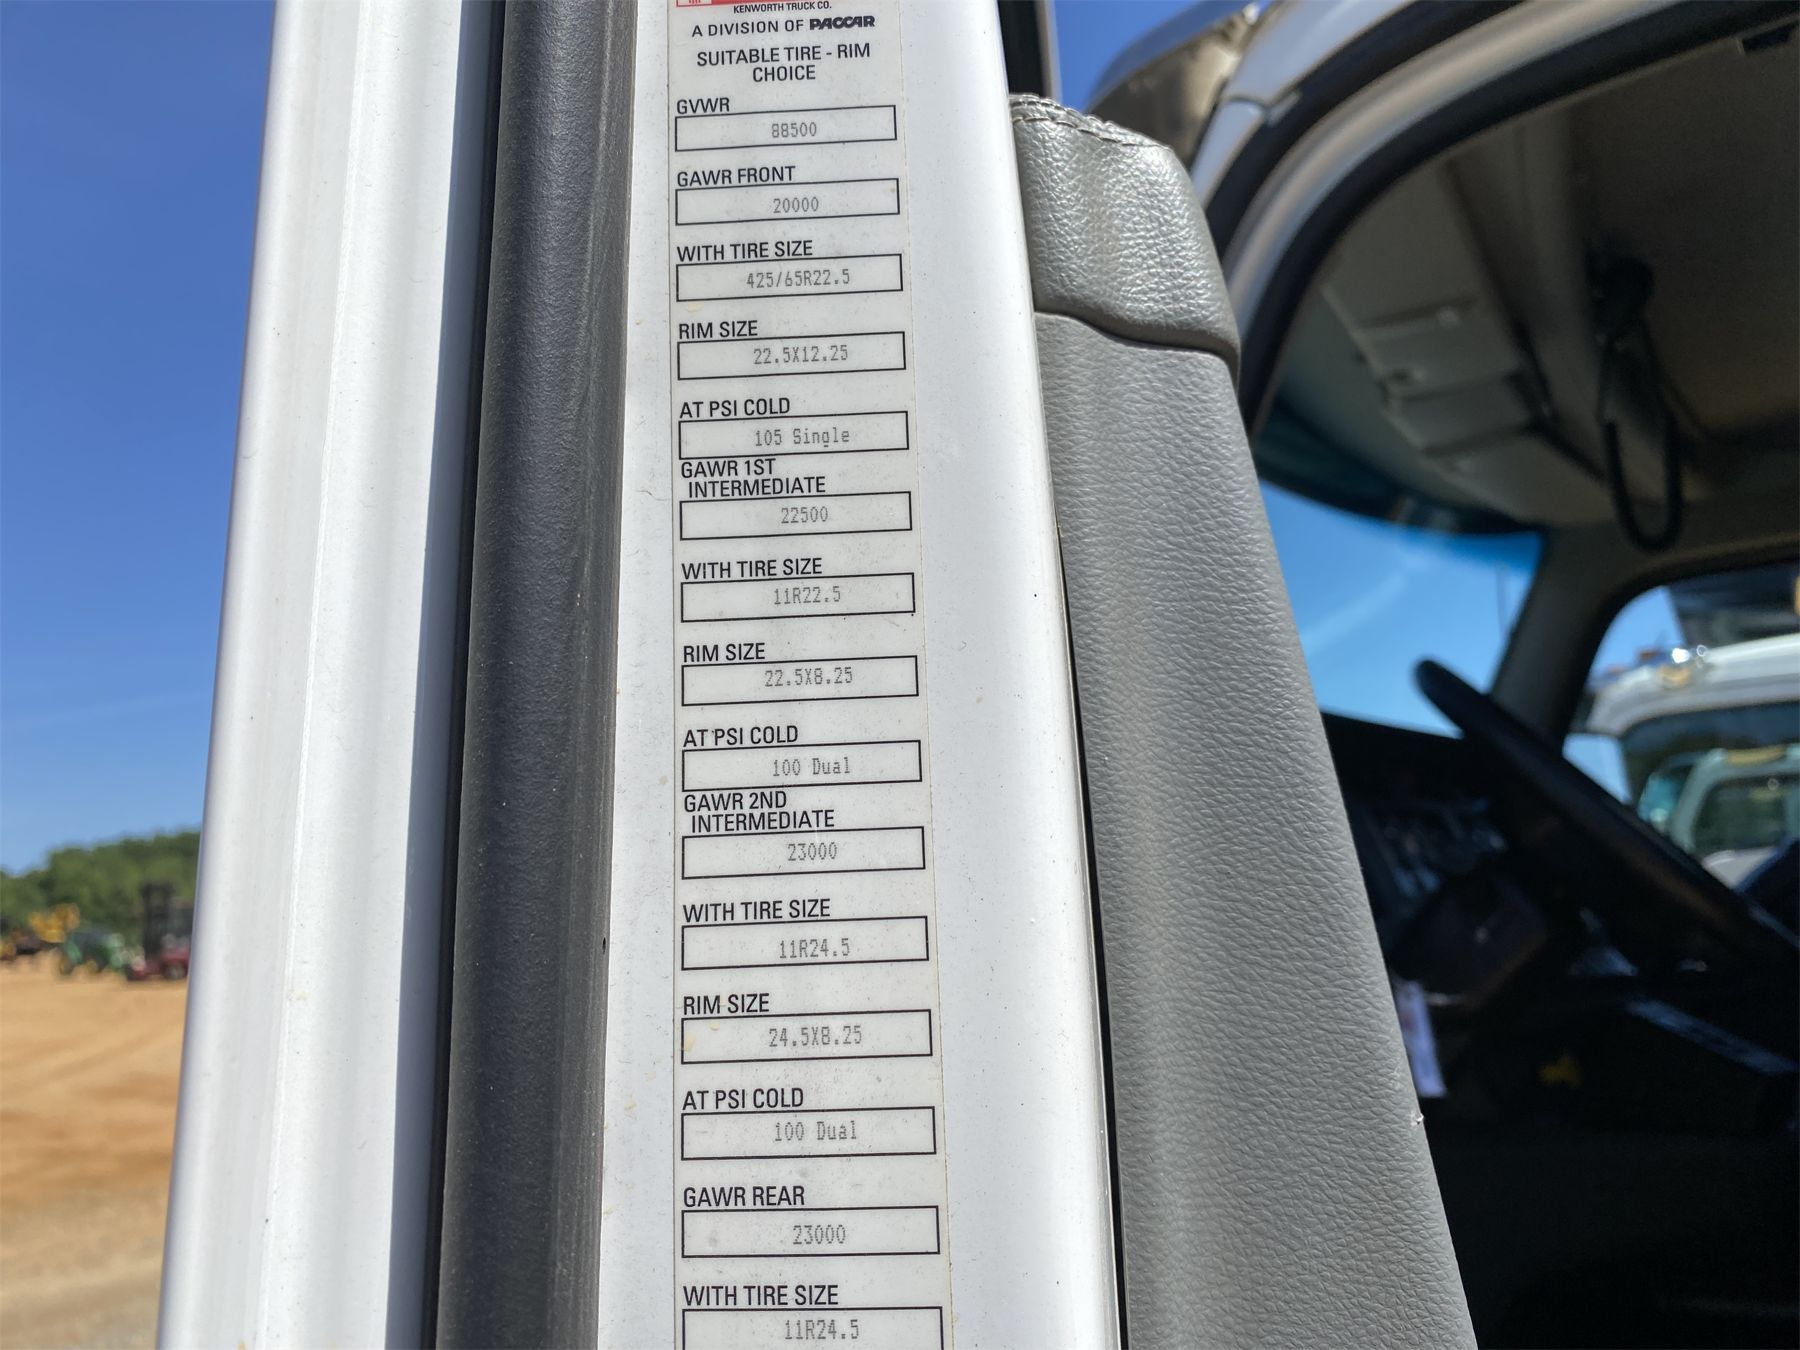 KENWORTH TRUCK CO.
A DIVISION OF PACCAR
SUITABLE TIRE - RIM
CHOICE
GVWR
88500
GAWR FRONT
20000
WITH TIRE SIZE
425/65R22.5
RIM SIZE
22.5X12.25
AT PSI COLD
105 Single
GAWR 1ST
INTERMEDIATE
22500
WITH TIRE SIZE
11R22.5
RIM SIZE
22.5X8.25
AT PSI COLD
100 Dual
GAWR 2ND
INTERMEDIATE
23000
WITH TIRE SIZE
11R24.5
RIM SIZE
24.5X8.25
AT PSI COLD
100 Dual
GAWR REAR
23000
WITH TIRE SIZE
11R24.5